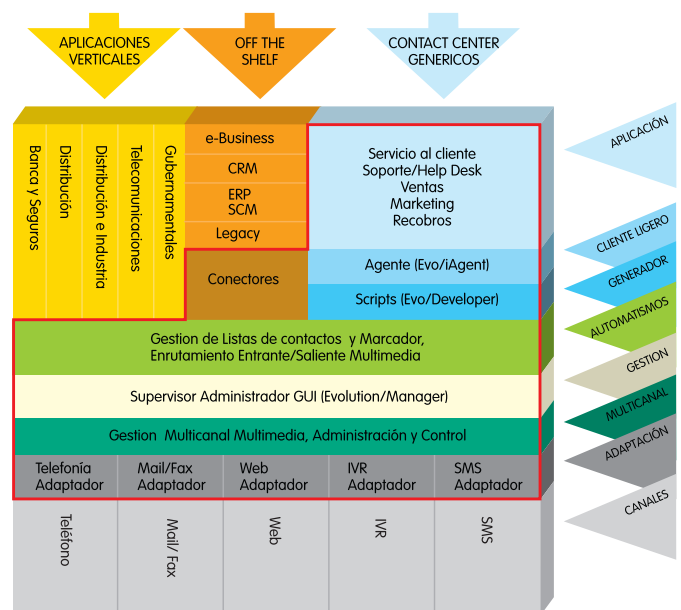 APLICACIONES
VERTICALES
OFF THE
SHELF
CONTACT CENTER
GENERICOS
Banca y Seguros
Distribución
Distribución e Industria
Telecomunicaciones
Gubernamentales
e-Business
CRM
ERP
SCM
Legacy
Conectores
Servicio al cliente
Soporte/Help Desk
Ventas
Marketing
Recobros
Agente (Evo/iAgent)
Scripts (Evo/Developer)
Gestion de Listas de contactos y Marcador,
Enrutamiento Entrante/Saliente Multimedia
Supervisor Administrador GUI (Evolution/Manager)
Gestion Multicanal Multimedia, Administración y Control
Telefonía
Adaptador
Mail/Fax
Adaptador
Web
Adaptador
IVR
Adaptador
SMS
Adaptador
Teléfono
Mail/ Fax
Web
IVR
SMS
APLICACIÓN
CLIENTE LIGERO
GENERADOR
AUTOMATISMOS
GESTION
MULTICANAL
ADAPTACIÓN
CANALES